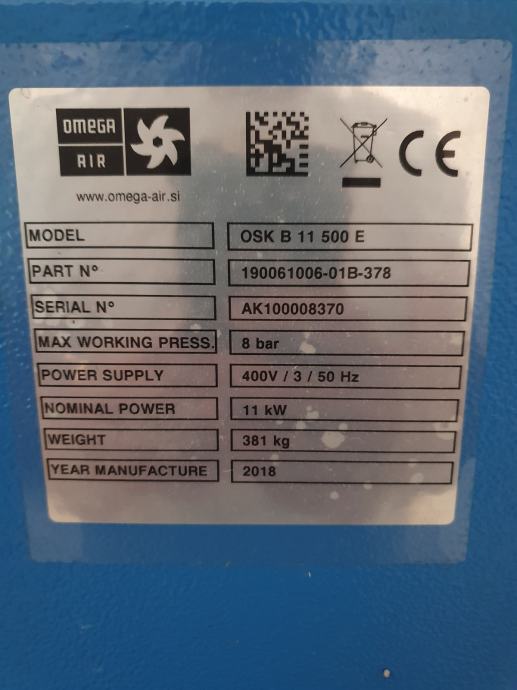 OMEGA
AIR
CE
www.omega-air.si
MODEL OSK B 11 500 E
PART N° 190061006-01B-378
SERIAL N° AK100008370
MAX WORKING PRESS. 8 bar
POWER SUPPLY 400V / 3 / 50 Hz
NOMINAL POWER 11 kW
WEIGHT 381 kg
YEAR MANUFACTURE 2018